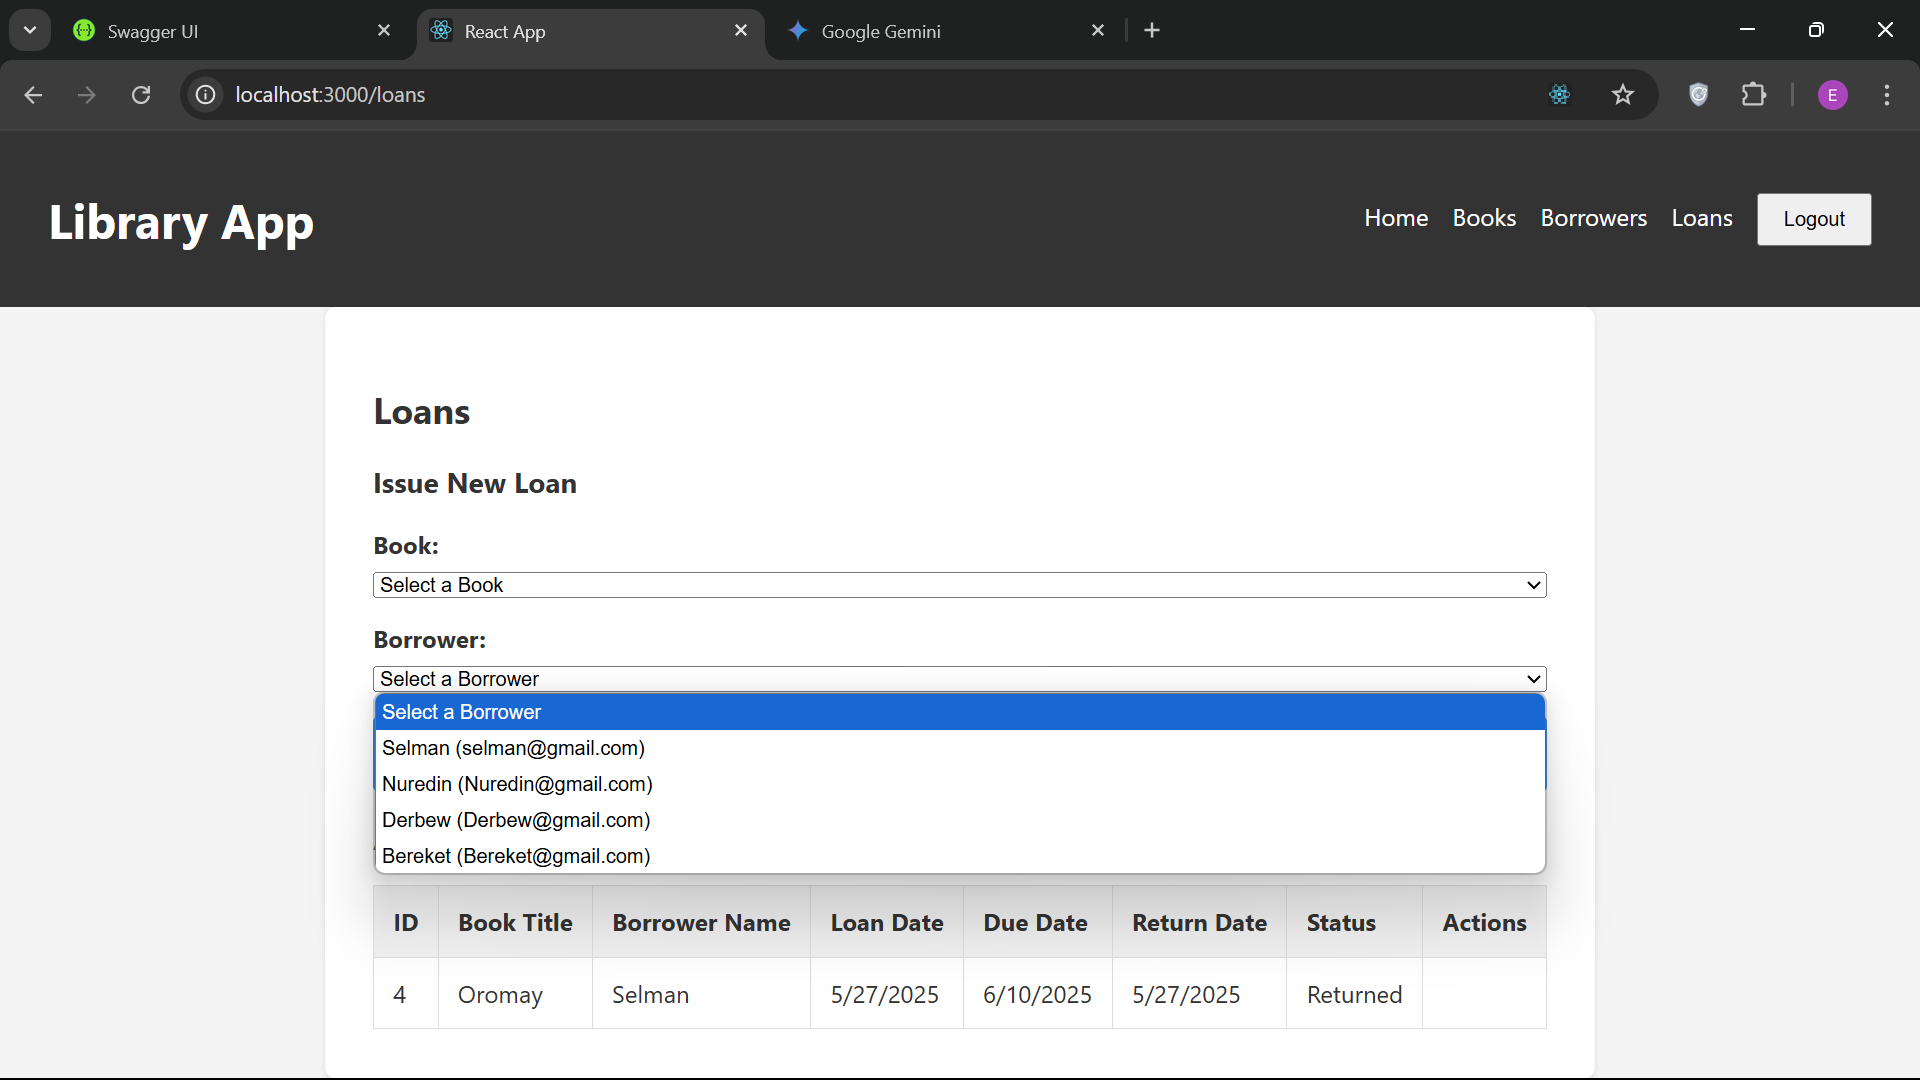 Swagger UI
React App
Google Gemini
localhost:3000/loans
E
Library App
Home Books Borrowers Loans Logout
Loans
Issue New Loan
Book:
Select a Book
Borrower:
Select a Borrower
Select a Borrower
Selman (selman@gmail.com)
Nuredin (Nuredin@gmail.com)
Derbew (Derbew@gmail.com)
Bereket (Bereket@gmail.com)
ID Book Title Borrower Name Loan Date Due Date Return Date Status Actions
4 Oromay Selman 5/27/2025 6/10/2025 5/27/2025 Returned